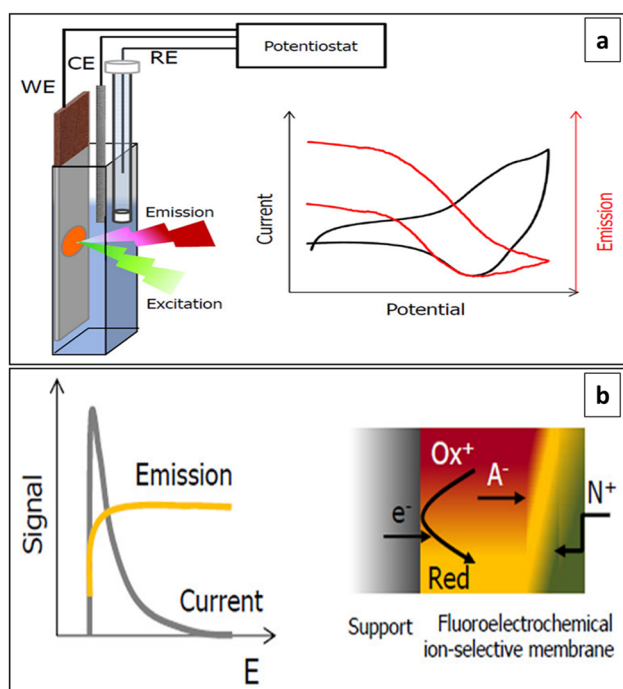 a
Potentiostat
WE
CE
RE
Emission
Excitation
Current
Emission
Potential
b
Signal
Emission
Current
E
Ox⁺
A⁻
N⁺
e⁻
Red
Support
Fluoroelectrochemical
ion-selective membrane